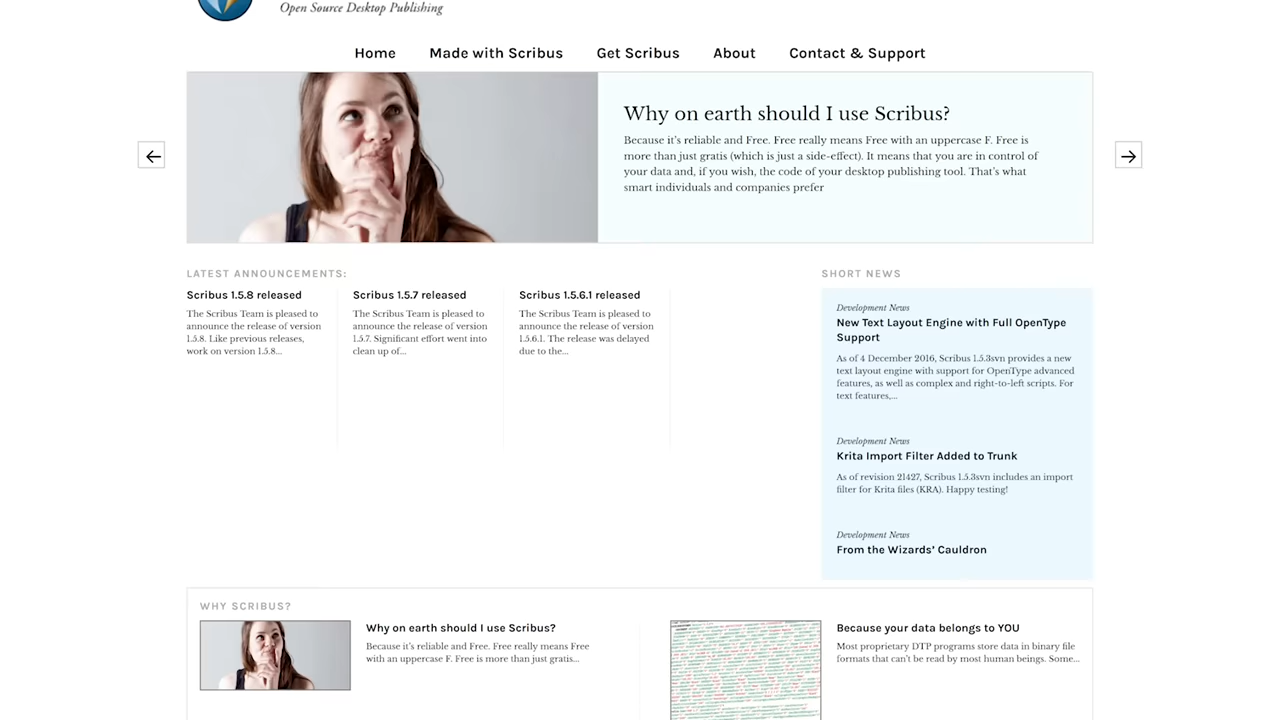 Open Source Desktop Publishing
Home Made with Scribus Get Scribus About Contact & Support
Why on earth should I use Scribus?
Because it's reliable and Free. Free really means Free with an uppercase F. Free is
more than just gratis (which is just a side-effect). It means that you are in control of
your data and, if you wish, the code of your desktop publishing tool. That's what
smart individuals and companies prefer
LATEST ANNOUNCEMENTS:
Scribus 1.5.8 released
The Scribus Team is pleased to
announce the release of version
1.5.8. Like previous releases,
work on version 1.5.8...
Scribus 1.5.7 released
The Scribus Team is pleased to
announce the release of version
1.5.7. Significant effort went into
clean up of...
Scribus 1.5.6.1 released
The Scribus Team is pleased to
announce the release of version
1.5.6.1. The release was delayed
due to the...
SHORT NEWS
Development News
New Text Layout Engine with Full OpenType
Support
As of 4 December 2016, Scribus 1.5.3svn provides a new
text layout engine with support for OpenType advanced
features, as well as complex and right-to-left scripts. For
text features,...
Development News
Krita Import Filter Added to Trunk
As of revision 21427, Scribus 1.5.3svn includes an import
filter for Krita files (KRA). Happy testing!
Development News
From the Wizards' Cauldron
WHY SCRIBUS?
Why on earth should I use Scribus?
Because it's reliable and Free. Free really means Free
with an uppercase F. Free is more than just gratis...
Because your data belongs to YOU
Most proprietary DTP programs store data in binary file
formats that can't be read by most human beings. Some...